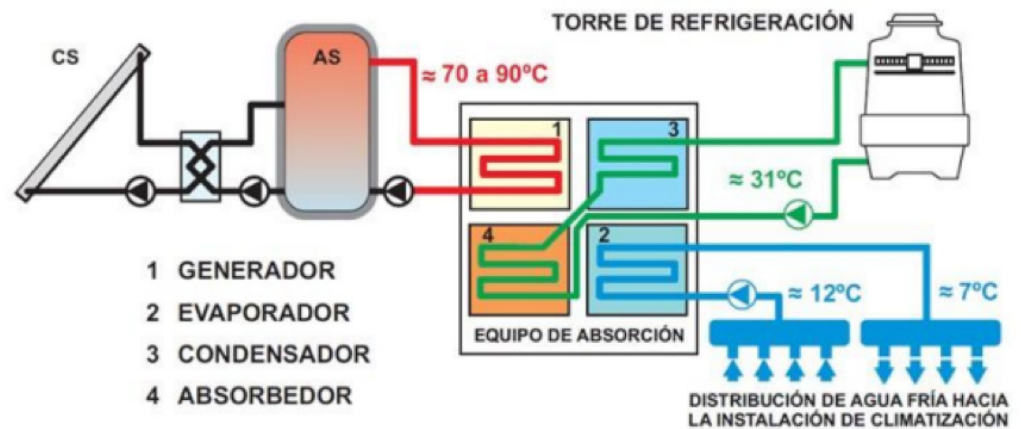 TORRE DE REFRIGERACIÓN
CS
AS
≈ 70 a 90ºC
1
3
≈ 31ºC
4
2
1 GENERADOR
2 EVAPORADOR
3 CONDENSADOR
4 ABSORBEDOR
≈ 12ºC
≈ 7ºC
EQUIPO DE ABSORCIÓN
DISTRIBUCIÓN DE AGUA FRÍA HACIA
LA INSTALACIÓN DE CLIMATIZACIÓN